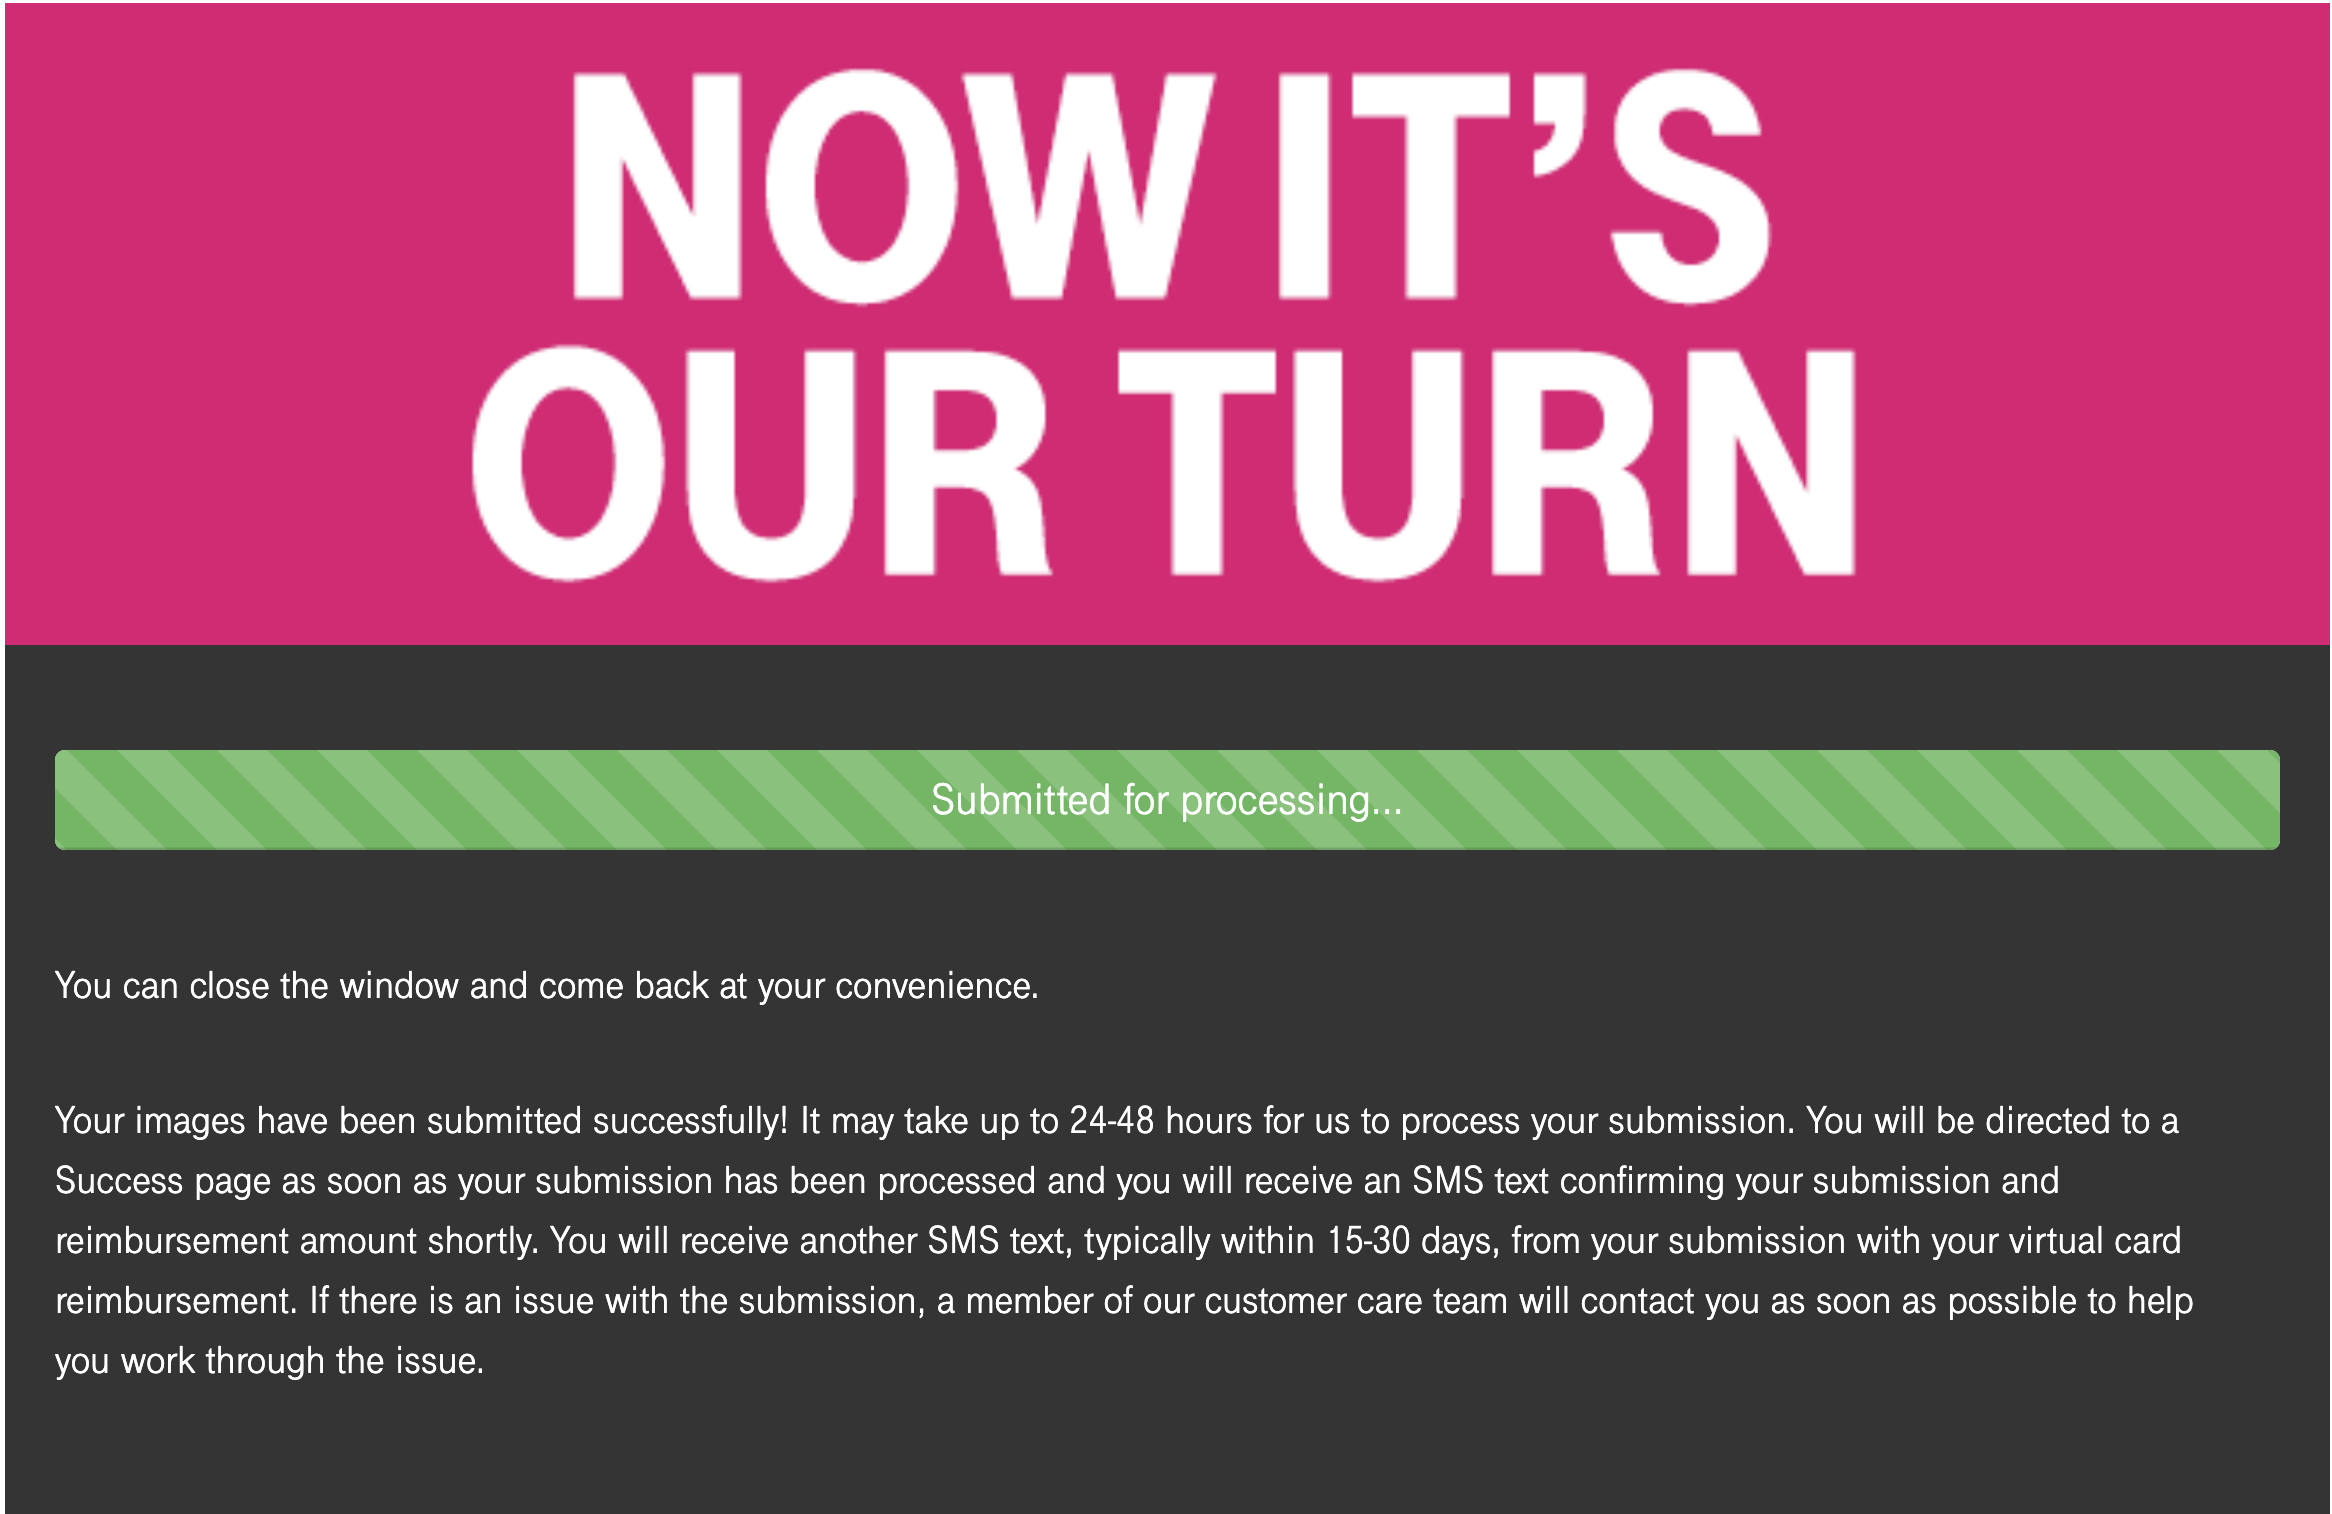 NOW IT’S
OUR TURN
Submitted for processing...
You can close the window and come back at your convenience.
Your images have been submitted successfully! It may take up to 24-48 hours for us to process your submission. You will be directed to a
Success page as soon as your submission has been processed and you will receive an SMS text confirming your submission and
reimbursement amount shortly. You will receive another SMS text, typically within 15-30 days, from your submission with your virtual card
reimbursement. If there is an issue with the submission, a member of our customer care team will contact you as soon as possible to help
you work through the issue.